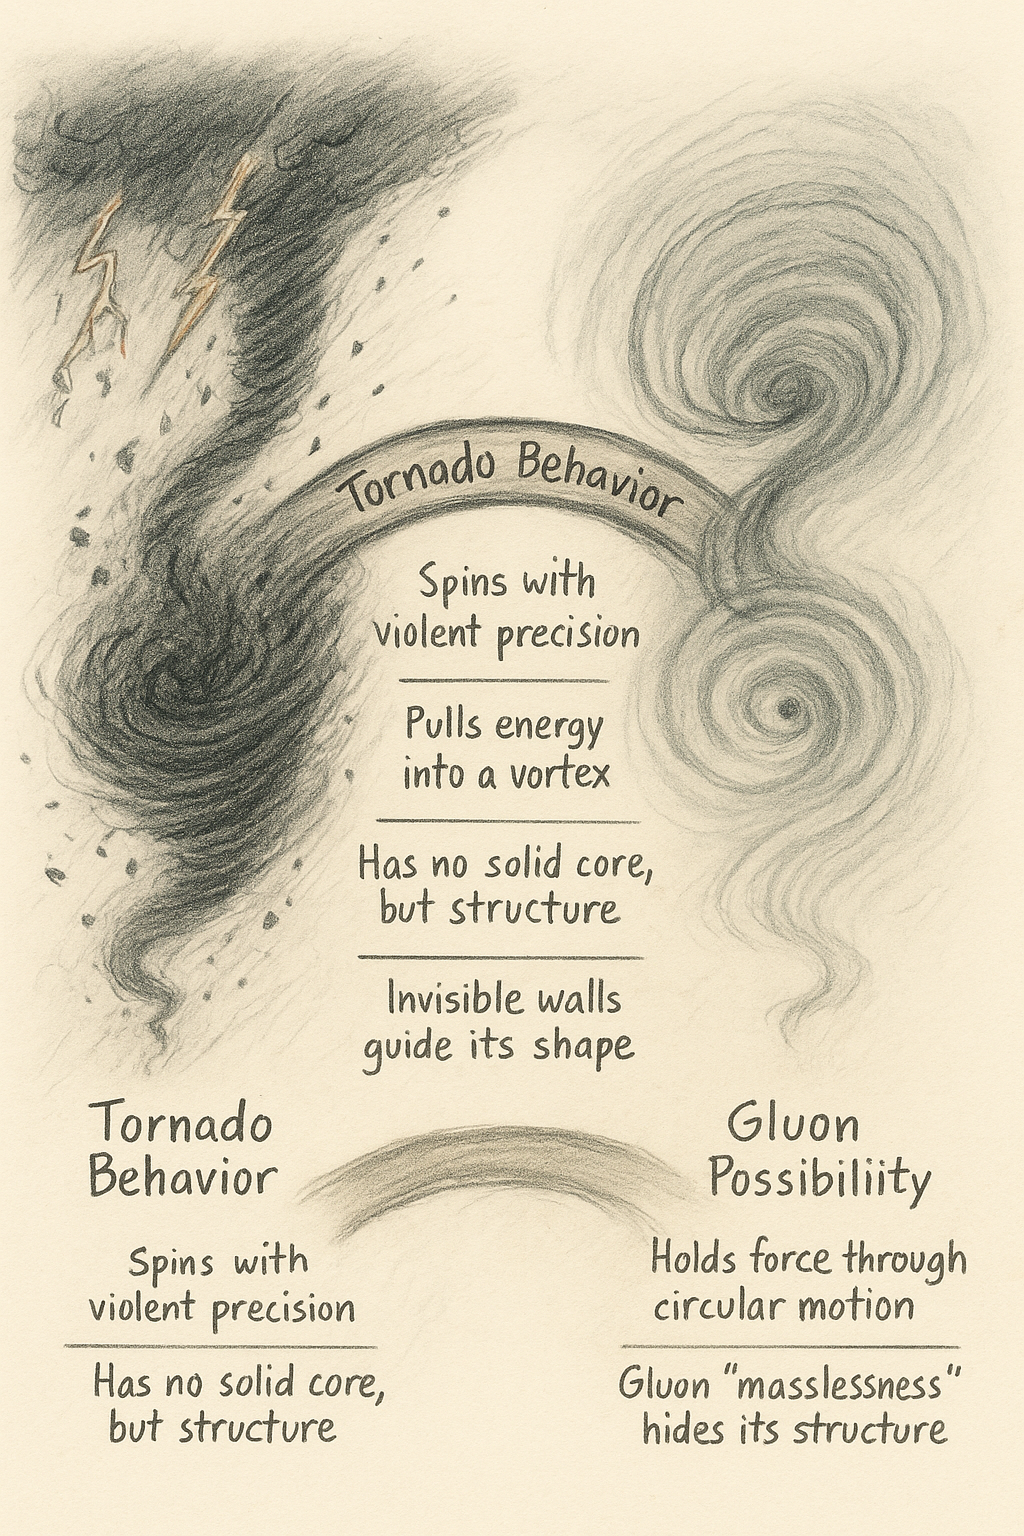 Tornado Behavior
Spins with
violent precision
Pulls energy
into a vortex
Has no solid core,
but structure
Invisible walls
guide its shape
Tornado
Behavior
Spins with
violent precision
Has no solid core,
but structure
Gluon
Possibiliity
Holds force through
circular motion
Gluon "masslessness"
hides its structure